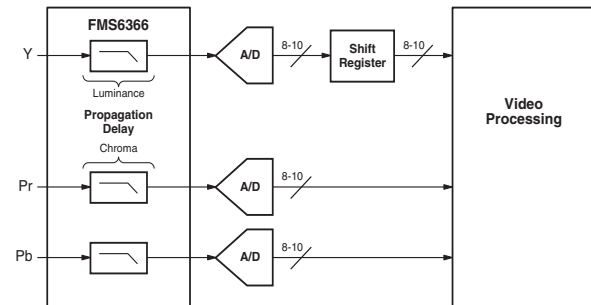 FMS6366
Y
A/D
8-10
Shift
Register
8-10
Luminance
Propagation
Delay
Chroma
Video
Processing
Pr
A/D
8-10
Pb
A/D
8-10